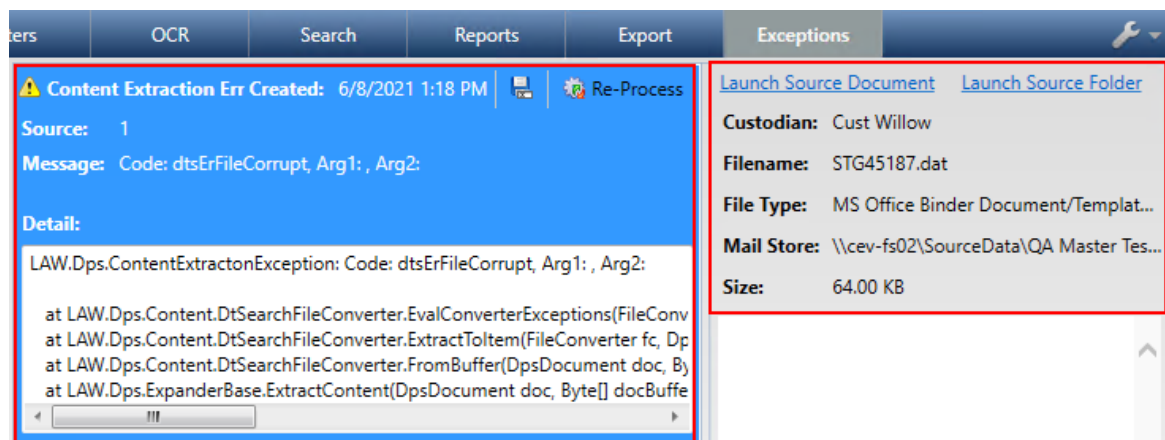 ters OCR Search Reports Export Exceptions
Content Extraction Err Created: 6/8/2021 1:18 PM Re-Process
Source: 1
Message: Code: dtsErFileCorrupt, Arg1: , Arg2:
Detail:
LAW.Dps.ContentExtractonException: Code: dtsErFileCorrupt, Arg1: , Arg2:
at LAW.Dps.Content.DtSearchFileConverter.EvalConverterExceptions(FileConv
at LAW.Dps.Content.DtSearchFileConverter.ExtractToItem(FileConverter fc, Dp
at LAW.Dps.Content.DtSearchFileConverter.FromBuffer(DpsDocument doc, By
at LAW.Dps.ExpanderBase.ExtractContent(DpsDocument doc, Byte[] docBuffe
Launch Source Document Launch Source Folder
Custodian: Cust Willow
Filename: STG45187.dat
File Type: MS Office Binder Document/Templat...
Mail Store: \\cev-fs02\SourceData\QA Master Tes...
Size: 64.00 KB